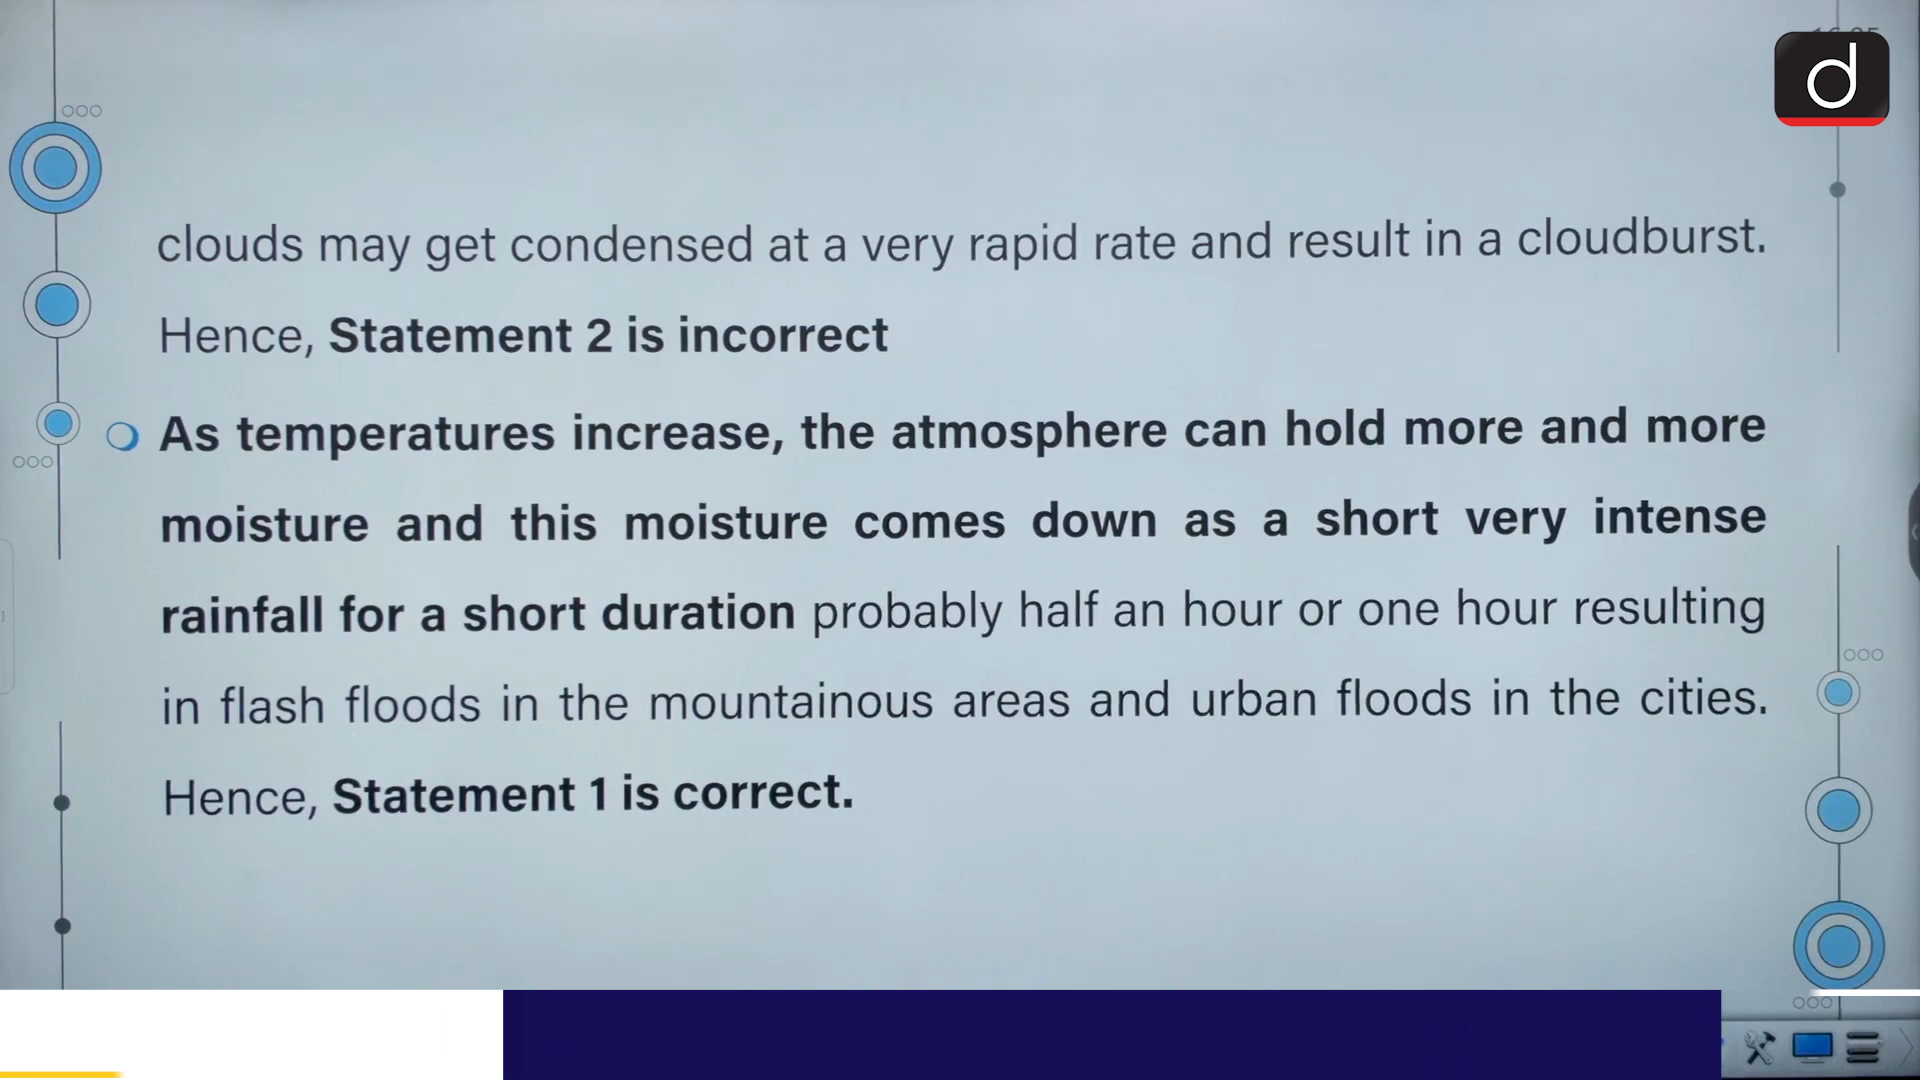 d
clouds may get condensed at a very rapid rate and result in a cloudburst.
Hence, Statement 2 is incorrect
As temperatures increase, the atmosphere can hold more and more
moisture and this moisture comes down as a short very intense
rainfall for a short duration probably half an hour or one hour resulting
in flash floods in the mountainous areas and urban floods in the cities.
Hence, Statement 1 is correct.